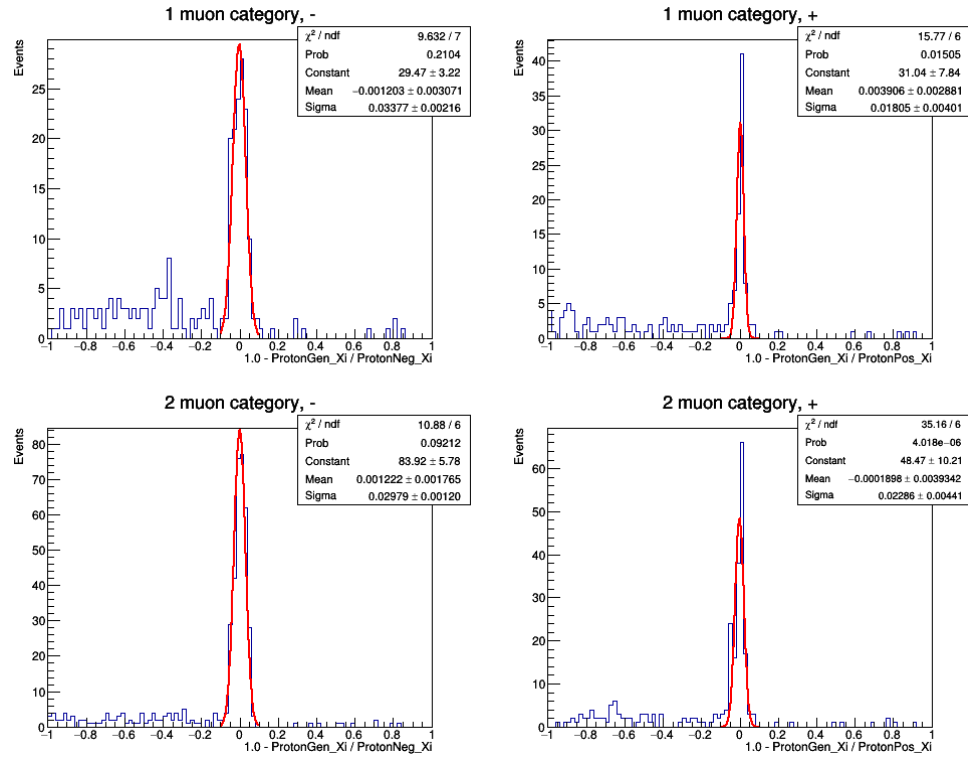 1 muon category, -
Events
χ² / ndf 9.632 / 7
Prob 0.2104
Constant 29.47 ± 3.22
Mean −0.001203 ± 0.003071
Sigma 0.03377 ± 0.00216
25
20
15
10
5
0
−1 −0.8 −0.6 −0.4 −0.2 0 0.2 0.4 0.6 0.8 1
1.0 - ProtonGen_Xi / ProtonNeg_Xi
1 muon category, +
Events
χ² / ndf 15.77 / 6
Prob 0.01505
Constant 31.04 ± 7.84
Mean 0.003906 ± 0.002881
Sigma 0.01805 ± 0.00401
40
35
30
25
20
15
10
5
0
−1 −0.8 −0.6 −0.4 −0.2 0 0.2 0.4 0.6 0.8 1
1.0 - ProtonGen_Xi / ProtonPos_Xi
2 muon category, -
Events
χ² / ndf 10.88 / 6
Prob 0.09212
Constant 83.92 ± 5.78
Mean 0.001222 ± 0.001765
Sigma 0.02979 ± 0.00120
80
70
60
50
40
30
20
10
0
−1 −0.8 −0.6 −0.4 −0.2 0 0.2 0.4 0.6 0.8 1
1.0 - ProtonGen_Xi / ProtonNeg_Xi
2 muon category, +
Events
χ² / ndf 35.16 / 6
Prob 4.018e−06
Constant 48.47 ± 10.21
Mean −0.0001898 ± 0.0039342
Sigma 0.02286 ± 0.00441
60
50
40
30
20
10
0
−1 −0.8 −0.6 −0.4 −0.2 0 0.2 0.4 0.6 0.8 1
1.0 - ProtonGen_Xi / ProtonPos_Xi